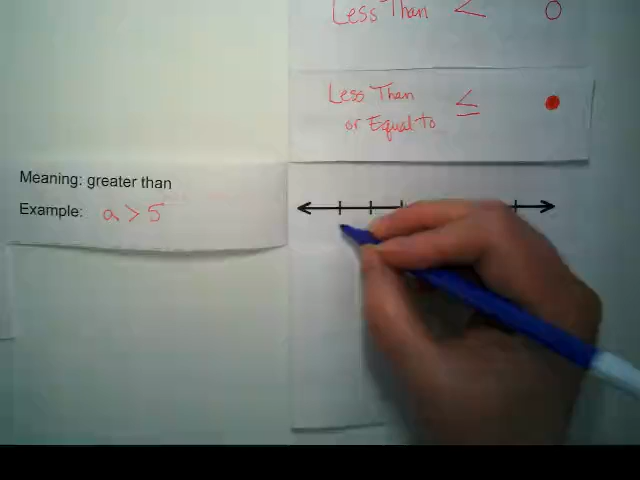 Less Than < O
Less Than
or Equal to ≤ ●
Meaning: greater than
Example: a > 5